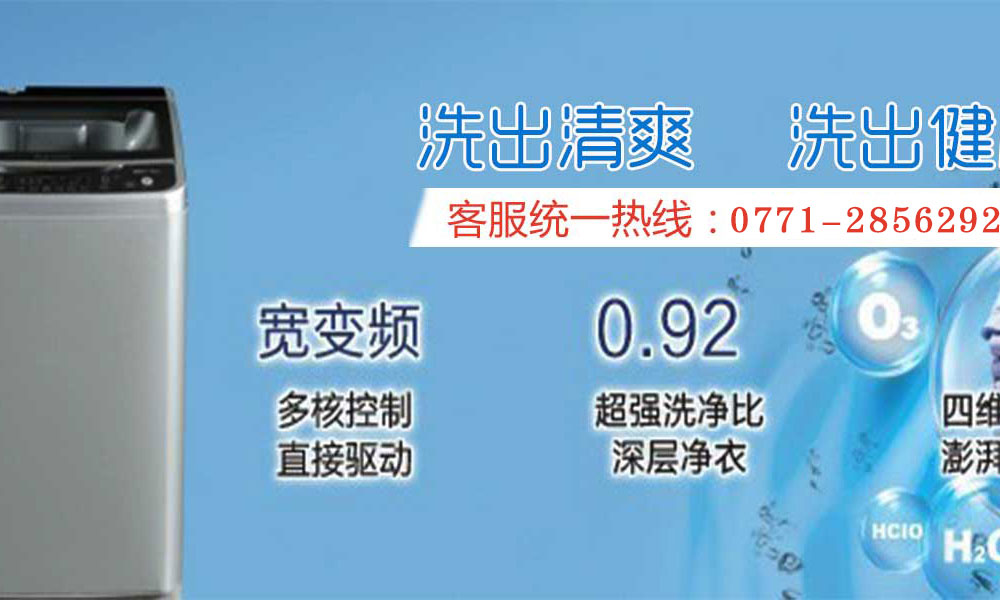 洗出清爽 洗出健
客服统一热线：0771-2856292
宽变频 0.92
多核控制 超强洗净比 四维
直接驱动 深层净衣 澎湃
O3
HClO
H2O